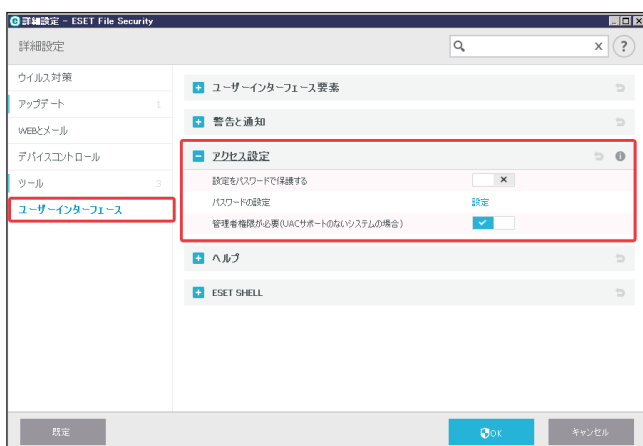 詳細設定 - ESET File Security
詳細設定
?
ウイルス対策
アップデート 1
WEBとメール
デバイスコントロール
ツール 3
ユーザーインターフェース
ユーザーインターフェース要素
警告と通知
アクセス設定
設定をパスワードで保護する
パスワードの設定 設定
管理者権限が必要(UACサポートのないシステムの場合)
ヘルプ
ESET SHELL
既定
OK
キャンセル